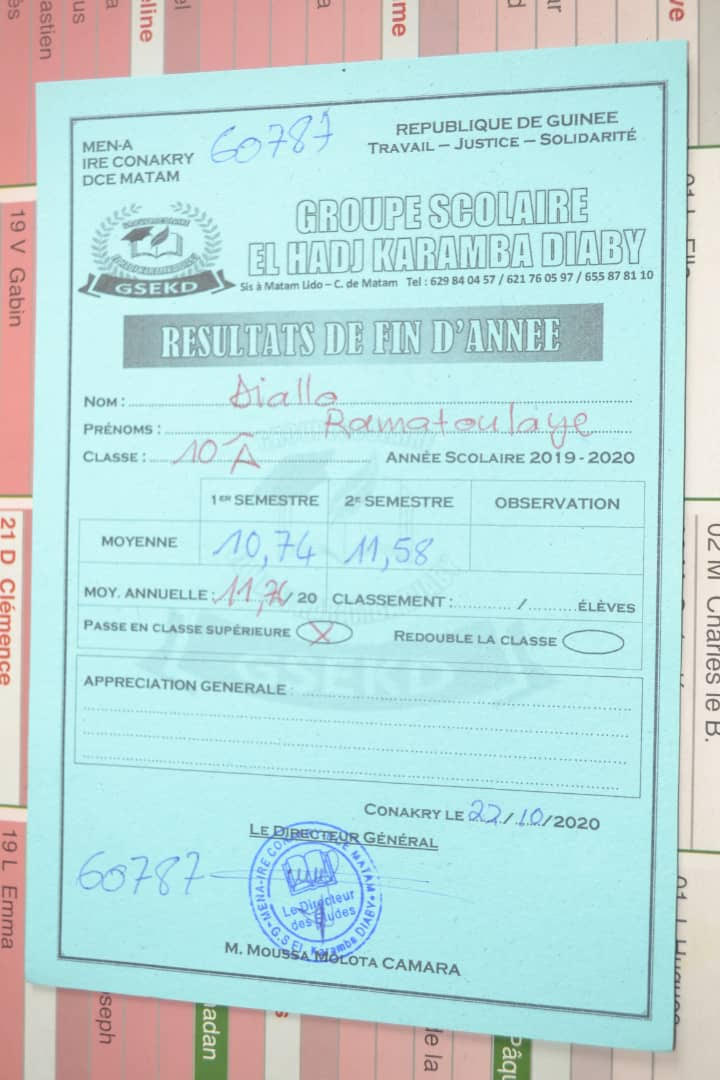 MEN-A
IRE CONAKRY
DCE MATAM
60787
REPUBLIQUE DE GUINEE
TRAVAIL – JUSTICE – SOLIDARITÉ
GSEKD
GROUPE SCOLAIRE
EL HADJ KARAMBA DIABY
Sis à Matam Lido – C. de Matam Tel : 629 84 04 57 / 621 76 05 97 / 655 87 81 10
RESULTATS DE FIN D'ANNEE
NOM : Diallo
PRÉNOMS : Ramatoulaye
CLASSE : 10 A ANNÉE SCOLAIRE 2019 - 2020
1ER SEMESTRE 2E SEMESTRE OBSERVATION
MOYENNE 10,74 11,58
MOY. ANNUELLE : / 20 CLASSEMENT : / ÉLÈVES
PASSE EN CLASSE SUPÉRIEURE X REDOUBLE LA CLASSE
APPRECIATION GENERALE :
CONAKRY LE 22/10/2020
LE DIRECTEUR GÉNÉRAL
60787
Le Directeur
des Etudes
M. MOUSSA MOLOTA CAMARA
19 V Gabin
21 D Clémence
19 L Emma
02 M Charles le B.